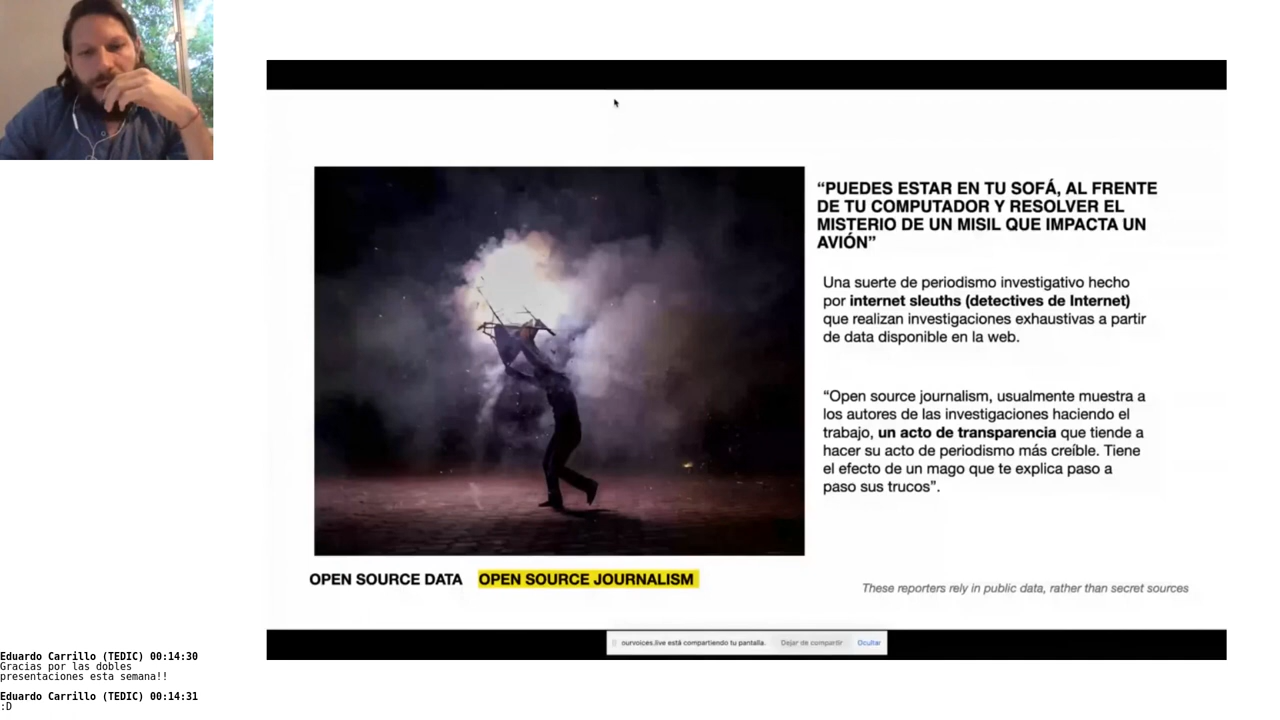 “PUEDES ESTAR EN TU SOFÁ, AL FRENTE
DE TU COMPUTADOR Y RESOLVER EL
MISTERIO DE UN MISIL QUE IMPACTA UN
AVIÓN”
Una suerte de periodismo investigativo hecho
por internet sleuths (detectives de Internet)
que realizan investigaciones exhaustivas a partir
de data disponible en la web.
“Open source journalism, usualmente muestra a
los autores de las investigaciones haciendo el
trabajo, un acto de transparencia que tiende a
hacer su acto de periodismo más creíble. Tiene
el efecto de un mago que te explica paso a
paso sus trucos”.
OPEN SOURCE DATA OPEN SOURCE JOURNALISM
These reporters rely in public data, rather than secret sources
ourvoices.live está compartiendo tu pantalla. Dejar de compartir Ocultar
Eduardo Carrillo (TEDIC) 00:14:30
Gracias por las dobles
presentaciones esta semana!!
Eduardo Carrillo (TEDIC) 00:14:31
:D